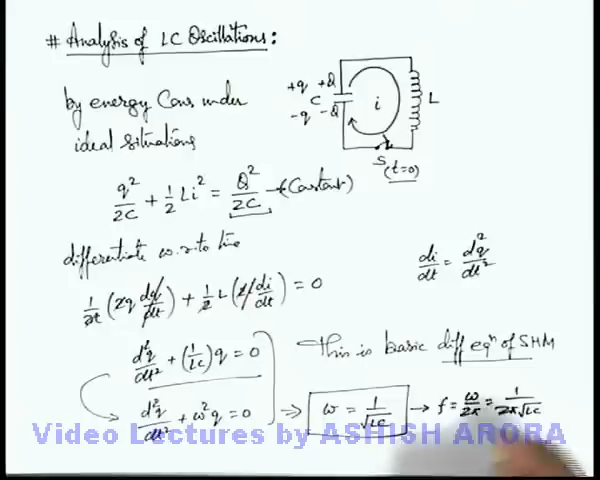 # Analysis of LC Oscillations:
by energy Cons under
ideal situations
+q +Q
C
-q -Q
i
L
S (t=0)
q²/2C + 1/2 Li² = Q²/2C → (Constant)
differentiate w.r. to time
di/dt = d²q/dt²
1/2C (2q dq/dt) + 1/2 L (2i di/dt) = 0
d²q/dt² + (1/LC) q = 0
This is basic diff eqⁿ of SHM
d²q/dt² + ω²q = 0 ⇒ ω = 1/√LC → f = ω/2π = 1/2π√LC
Video Lectures by ASHISH ARORA